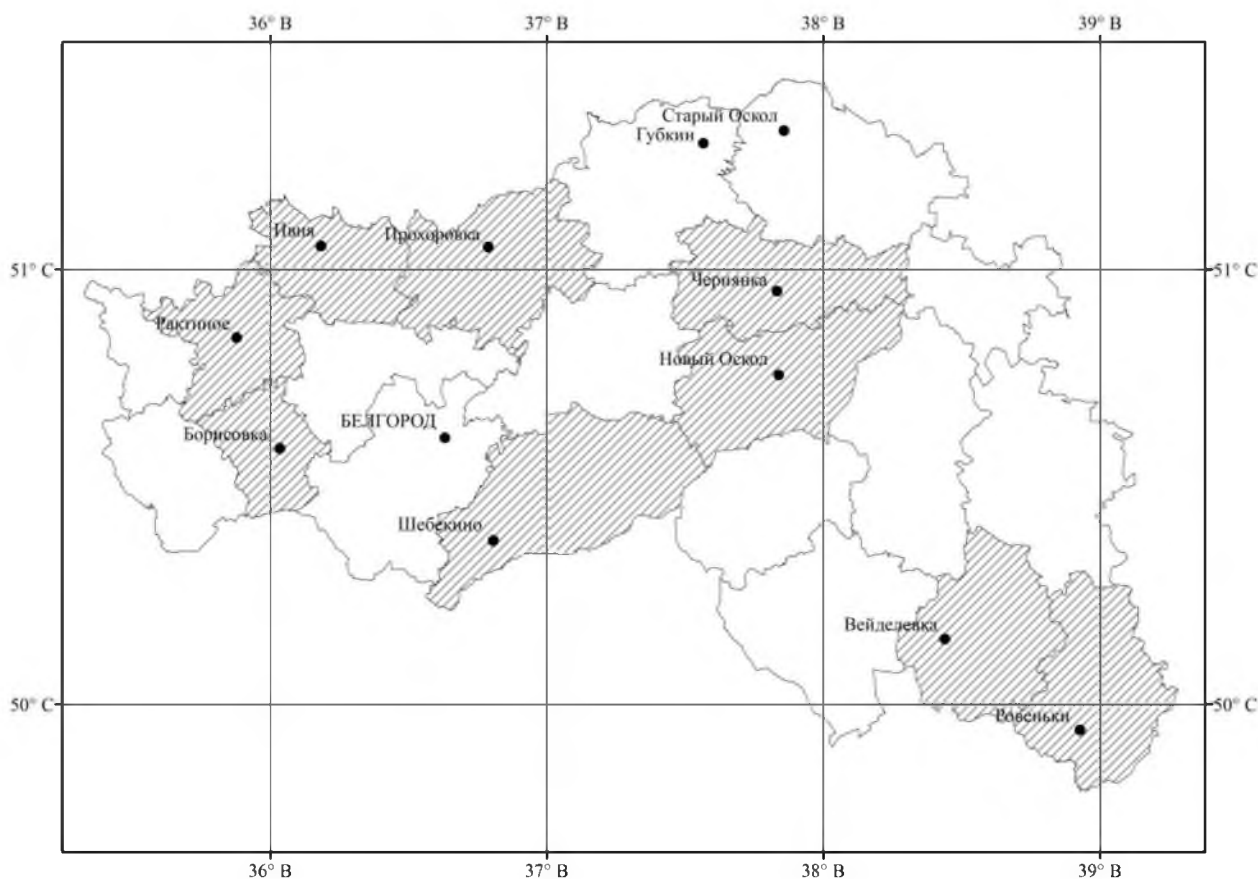 36° В
37° В
38° В
39° В
Старый Оскол
Губкин
Ивня
Прохоровка
51° С
51° С
Чернянка
Рактиное
Новый Оскол
БЕЛГОРОД
Борисовка
Шебекино
Вейделевка
50° С
50° С
Ровеньки
36° В
37° В
38° В
39° В